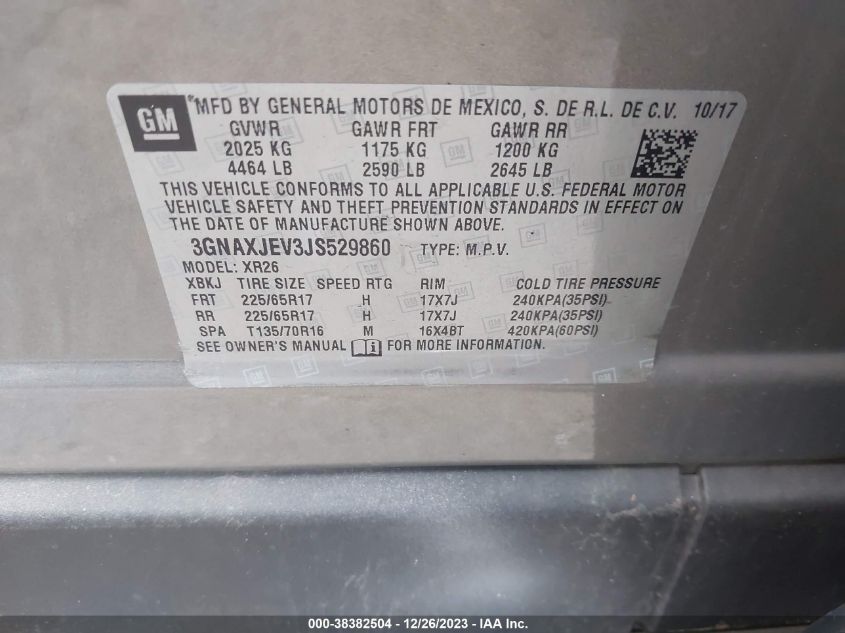 GM *MFD BY GENERAL MOTORS DE MEXICO, S. DE R.L. DE C.V. 10/17
GVWR GAWR FRT GAWR RR
2025 KG 1175 KG 1200 KG
4464 LB 2590 LB 2645 LB
THIS VEHICLE CONFORMS TO ALL APPLICABLE U.S. FEDERAL MOTOR
VEHICLE SAFETY AND THEFT PREVENTION STANDARDS IN EFFECT ON
THE DATE OF MANUFACTURE SHOWN ABOVE.
3GNAXJEV3JS529860 TYPE: M.P.V.
MODEL: XR26
XBKJ TIRE SIZE SPEED RTG RIM COLD TIRE PRESSURE
FRT 225/65R17 H 17X7J 240KPA(35PSI)
RR 225/65R17 H 17X7J 240KPA(35PSI)
SPA T135/70R16 M 16X4BT 420KPA(60PSI)
SEE OWNER'S MANUAL FOR MORE INFORMATION.
000-38382504 - 12/26/2023 - IAA Inc.